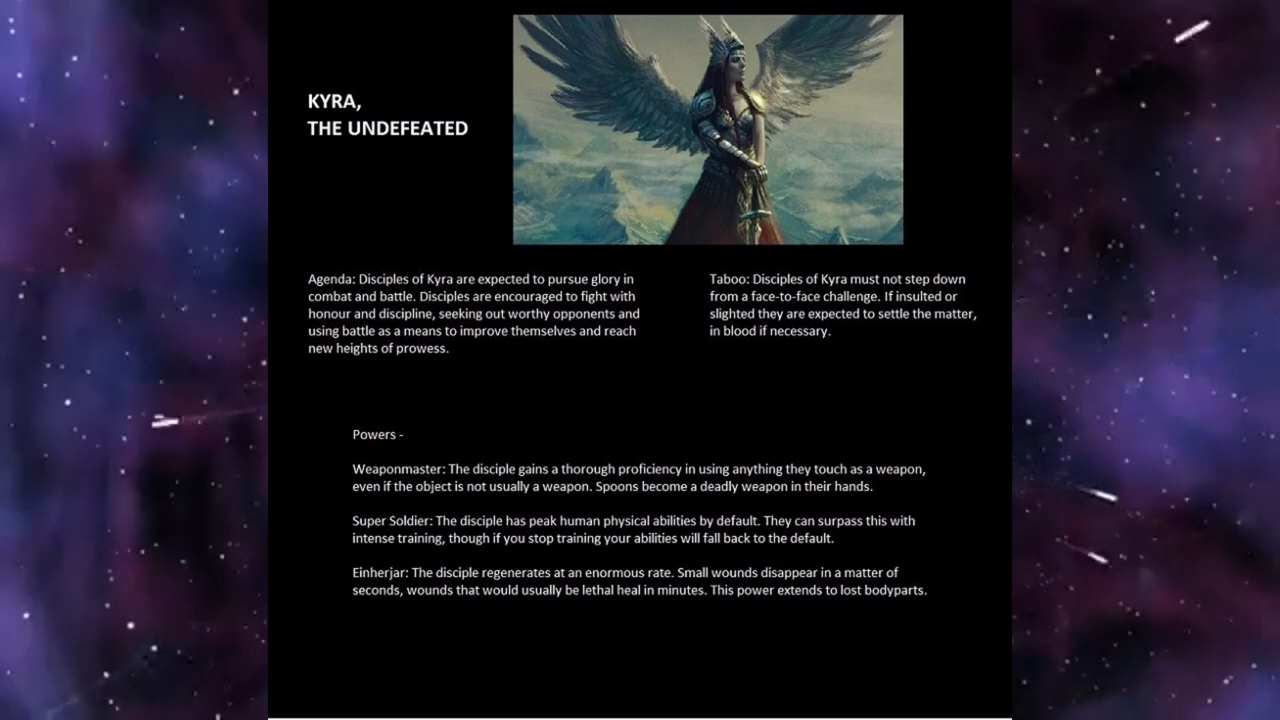 KYRA,
THE UNDEFEATED
Agenda: Disciples of Kyra are expected to pursue glory in
combat and battle. Disciples are encouraged to fight with
honour and discipline, seeking out worthy opponents and
using battle as a means to improve themselves and reach
new heights of prowess.
Taboo: Disciples of Kyra must not step down
from a face-to-face challenge. If insulted or
slighted they are expected to settle the matter,
in blood if necessary.
Powers -
Weaponmaster: The disciple gains a thorough proficiency in using anything they touch as a weapon,
even if the object is not usually a weapon. Spoons become a deadly weapon in their hands.
Super Soldier: The disciple has peak human physical abilities by default. They can surpass this with
intense training, though if you stop training your abilities will fall back to the default.
Einherjar: The disciple regenerates at an enormous rate. Small wounds disappear in a matter of
seconds, wounds that would usually be lethal heal in minutes. This power extends to lost bodyparts.